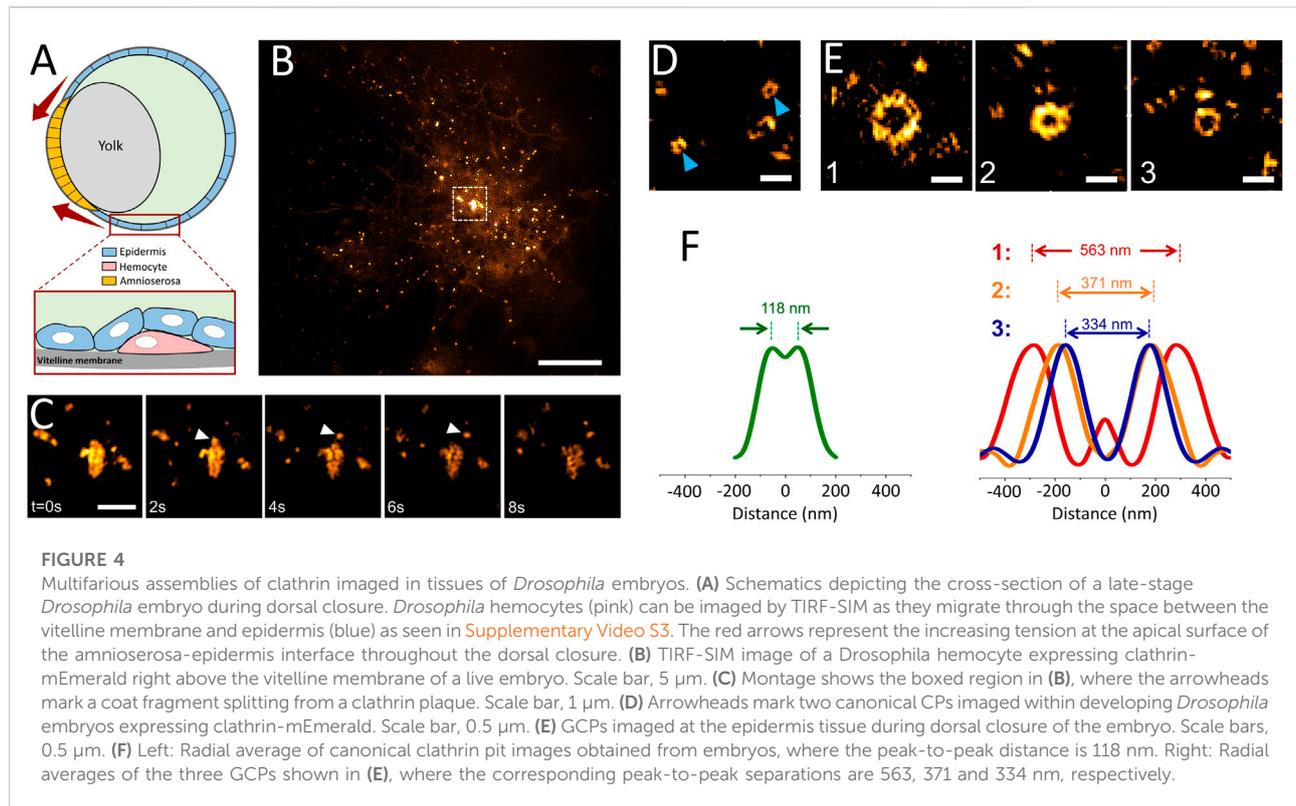 A
Yolk
Epidermis
Hemocyte
Amnioserosa
Vitelline membrane
B
C
t=0s
2s
4s
6s
8s
D
E
1
2
3
F
118 nm
-400 -200 0 200 400
Distance (nm)
1: 563 nm
2: 371 nm
3: 334 nm
-400 -200 0 200 400
Distance (nm)
FIGURE 4
Multifarious assemblies of clathrin imaged in tissues of Drosophila embryos. (A) Schematics depicting the cross-section of a late-stage
Drosophila embryo during dorsal closure. Drosophila hemocytes (pink) can be imaged by TIRF-SIM as they migrate through the space between the
vitelline membrane and epidermis (blue) as seen in Supplementary Video S3. The red arrows represent the increasing tension at the apical surface of
the amnioserosa-epidermis interface throughout the dorsal closure. (B) TIRF-SIM image of a Drosophila hemocyte expressing clathrin-
mEmerald right above the vitelline membrane of a live embryo. Scale bar, 5 μm. (C) Montage shows the boxed region in (B), where the arrowheads
mark a coat fragment splitting from a clathrin plaque. Scale bar, 1 μm. (D) Arrowheads mark two canonical CPs imaged within developing Drosophila
embryos expressing clathrin-mEmerald. Scale bar, 0.5 μm. (E) GCPs imaged at the epidermis tissue during dorsal closure of the embryo. Scale bars,
0.5 μm. (F) Left: Radial average of canonical clathrin pit images obtained from embryos, where the peak-to-peak distance is 118 nm. Right: Radial
averages of the three GCPs shown in (E), where the corresponding peak-to-peak separations are 563, 371 and 334 nm, respectively.